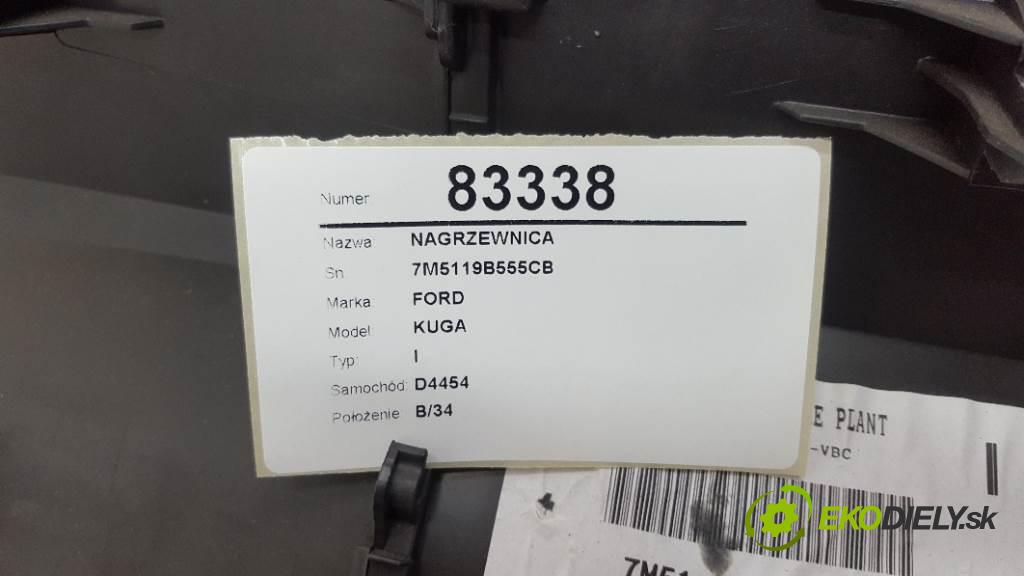 Numer: 83338
Nazwa: NAGRZEWNICA
Sn: 7M5119B555CB
Marka: FORD
Model: KUGA
Typ: I
Samochód: D4454
Położenie: B/34
E PLANT
-VBC
EKODIELY.sk
7M51